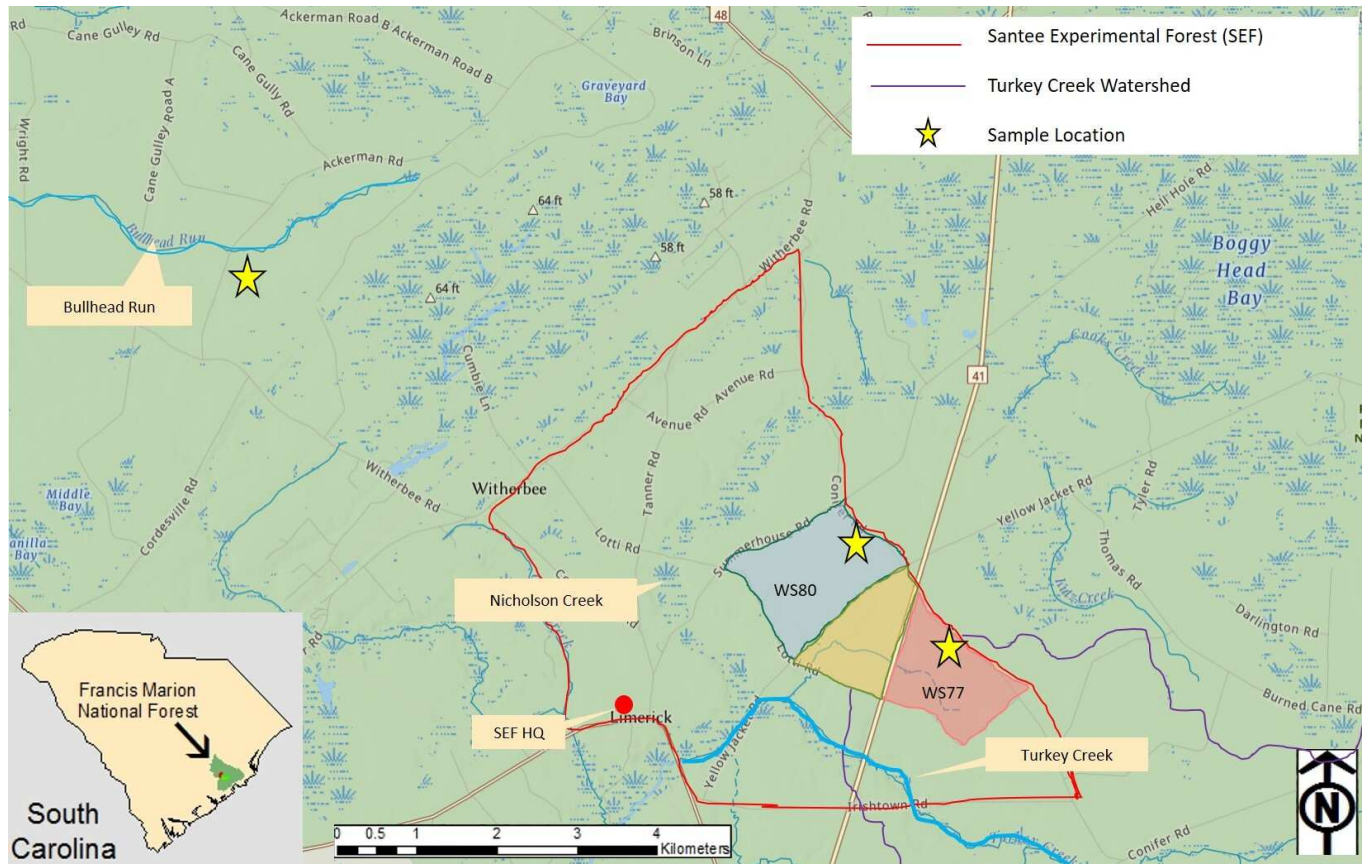 Rd
Cane Gulley Rd
Ackerman Road B
Ackerman Road B
48
Brinson Ln
Santee Experimental Forest (SEF)
Turkey Creek Watershed
Sample Location
Wright Rd
Cane Gulley Road A
Cane Gully Rd
Graveyard
Bay
Ackerman Rd
Hell Hole Rd
64 ft
58 ft
Bullhead Run
58 ft
Witherbee Rd
Boggy
Head
Bay
Bullhead Run
64 ft
Cooks Creek
41
Cumbie Ln
Avenue Rd
Avenue Rd
Witherbee Rd
Witherbee
Tanner Rd
Middle
Bay
Cordesville Rd
Yellow Jacket Rd
Tyler Rd
Lotti Rd
Summerhouse Rd
Thomas Rd
WS80
Nicholson Creek
Darlington Rd
Lotti Rd
WS77
Burned Cane Rd
Francis Marion
National Forest
SEF HQ
Limerick
Yellow Jacket
Turkey Creek
Irishtown Rd
South
Carolina
0 0.5 1 2 3 4
Kilometers
Conifer Rd
N